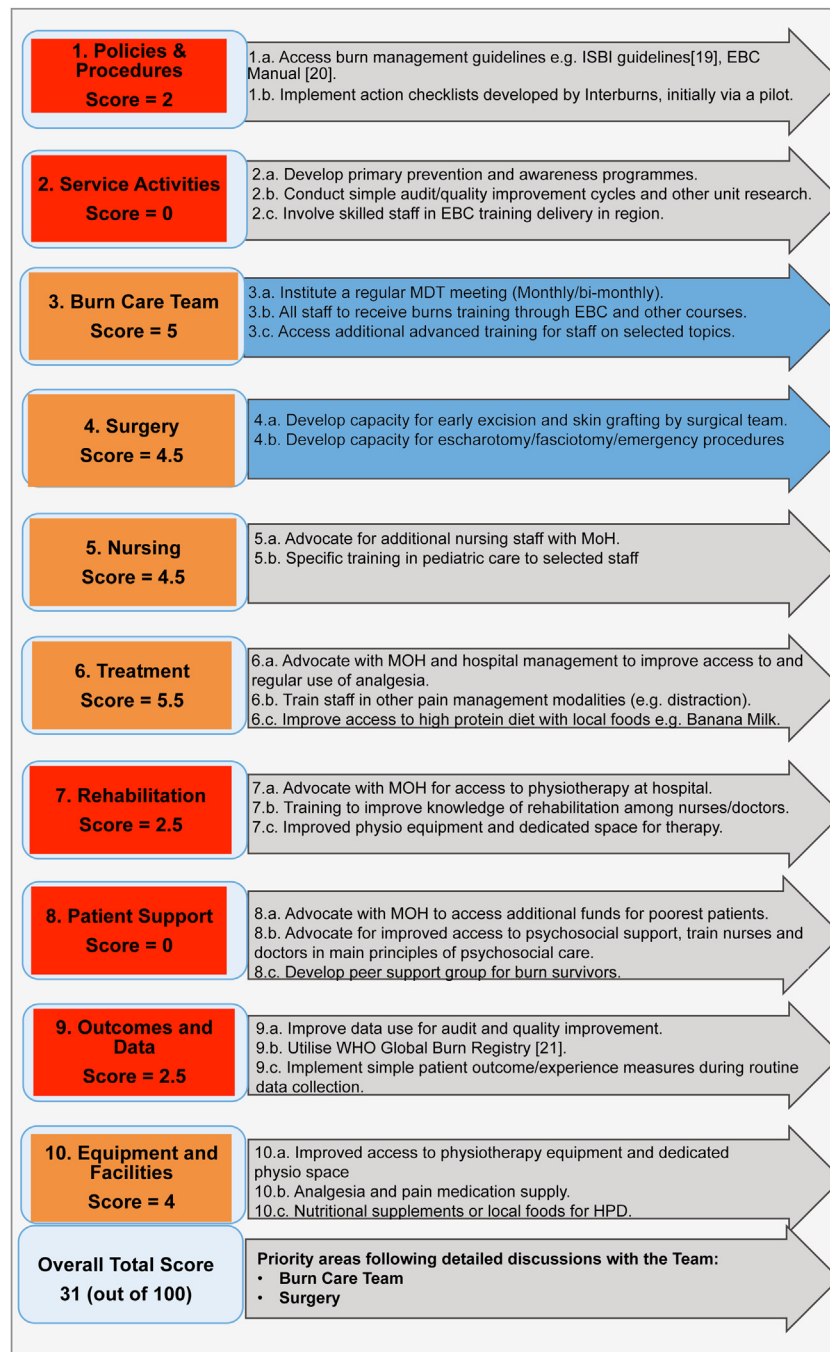 1. Policies &
Procedures
Score = 2
1.a. Access burn management guidelines e.g. ISBI guidelines[19], EBC
Manual [20].
1.b. Implement action checklists developed by Interburns, initially via a pilot.
2. Service Activities
Score = 0
2.a. Develop primary prevention and awareness programmes.
2.b. Conduct simple audit/quality improvement cycles and other unit research.
2.c. Involve skilled staff in EBC training delivery in region.
3. Burn Care Team
Score = 5
3.a. Institute a regular MDT meeting (Monthly/bi-monthly).
3.b. All staff to receive burns training through EBC and other courses.
3.c. Access additional advanced training for staff on selected topics.
4. Surgery
Score = 4.5
4.a. Develop capacity for early excision and skin grafting by surgical team.
4.b. Develop capacity for escharotomy/fasciotomy/emergency procedures
5. Nursing
Score = 4.5
5.a. Advocate for additional nursing staff with MoH.
5.b. Specific training in pediatric care to selected staff
6. Treatment
Score = 5.5
6.a. Advocate with MOH and hospital management to improve access to and
regular use of analgesia.
6.b. Train staff in other pain management modalities (e.g. distraction).
6.c. Improve access to high protein diet with local foods e.g. Banana Milk.
7. Rehabilitation
Score = 2.5
7.a. Advocate with MOH for access to physiotherapy at hospital.
7.b. Training to improve knowledge of rehabilitation among nurses/doctors.
7.c. Improved physio equipment and dedicated space for therapy.
8. Patient Support
Score = 0
8.a. Advocate with MOH to access additional funds for poorest patients.
8.b. Advocate for improved access to psychosocial support, train nurses and
doctors in main principles of psychosocial care.
8.c. Develop peer support group for burn survivors.
9. Outcomes and
Data
Score = 2.5
9.a. Improve data use for audit and quality improvement.
9.b. Utilise WHO Global Burn Registry [21].
9.c. Implement simple patient outcome/experience measures during routine
data collection.
10. Equipment and
Facilities
Score = 4
10.a. Improved access to physiotherapy equipment and dedicated
physio space
10.b. Analgesia and pain medication supply.
10.c. Nutritional supplements or local foods for HPD.
Overall Total Score
31 (out of 100)
Priority areas following detailed discussions with the Team:
• Burn Care Team
• Surgery